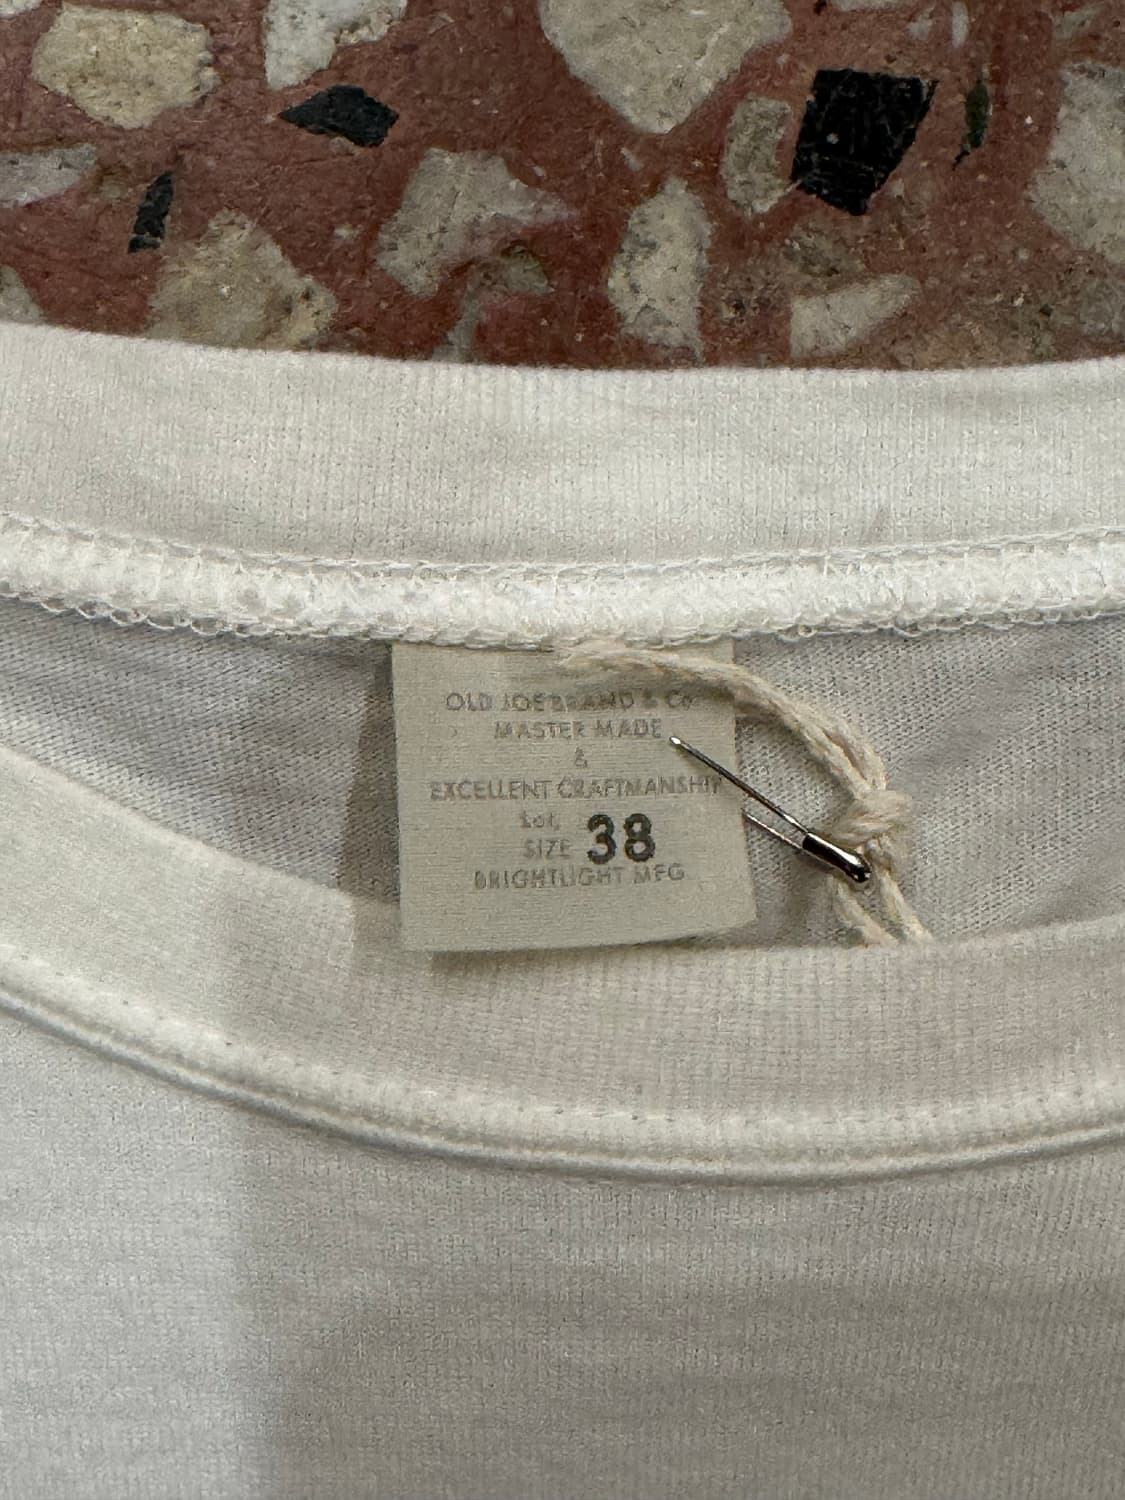 OLD JOE BRAND & Co
MASTER MADE
&
EXCELLENT CRAFTMANSHIP
Lot,
SIZE 38
BRIGHTLIGHT MFG